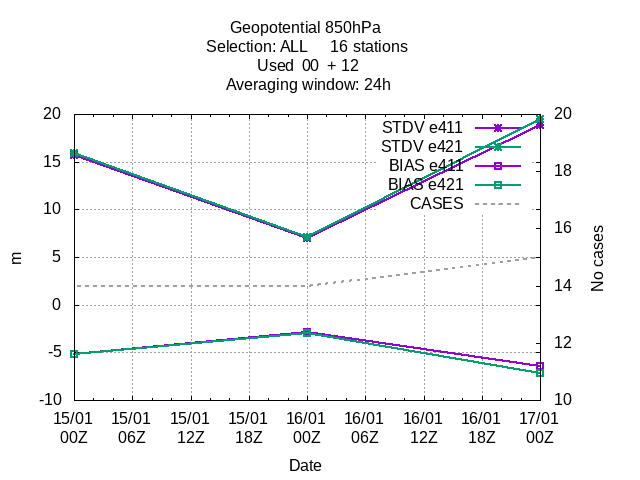 Geopotential 850hPa
Selection: ALL     16 stations
Used  00  + 12
Averaging window: 24h
20
15
10
5
0
-5
-10
m
STDV e411
STDV e421
BIAS e411
BIAS e421
CASES
20
18
16
14
12
10
No cases
15/01 15/01 15/01 15/01 16/01 16/01 16/01 16/01 17/01
00Z 06Z 12Z 18Z 00Z 06Z 12Z 18Z 00Z
Date